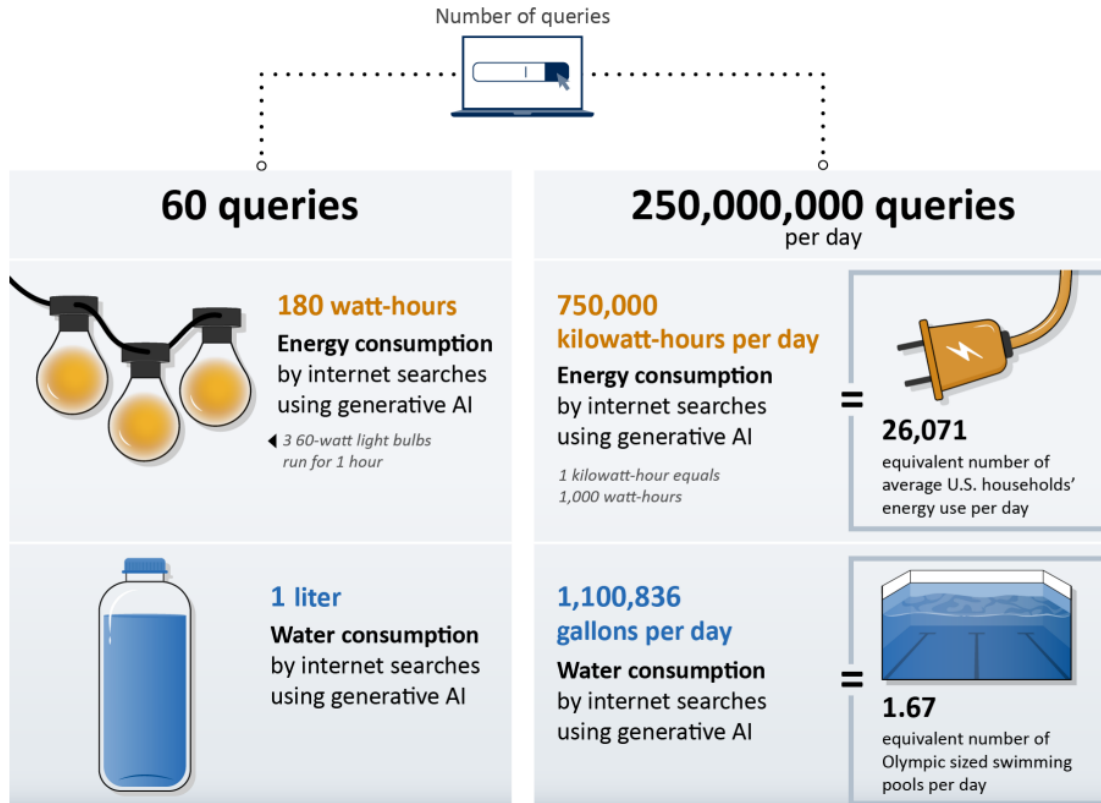 Number of queries
60 queries
180 watt-hours
Energy consumption
by internet searches
using generative AI
3 60-watt light bulbs
run for 1 hour
1 liter
Water consumption
by internet searches
using generative AI
250,000,000 queries
per day
750,000
kilowatt-hours per day
Energy consumption
by internet searches
using generative AI
1 kilowatt-hour equals
1,000 watt-hours
=
26,071
equivalent number of
average U.S. households’
energy use per day
1,100,836
gallons per day
Water consumption
by internet searches
using generative AI
=
1.67
equivalent number of
Olympic sized swimming
pools per day